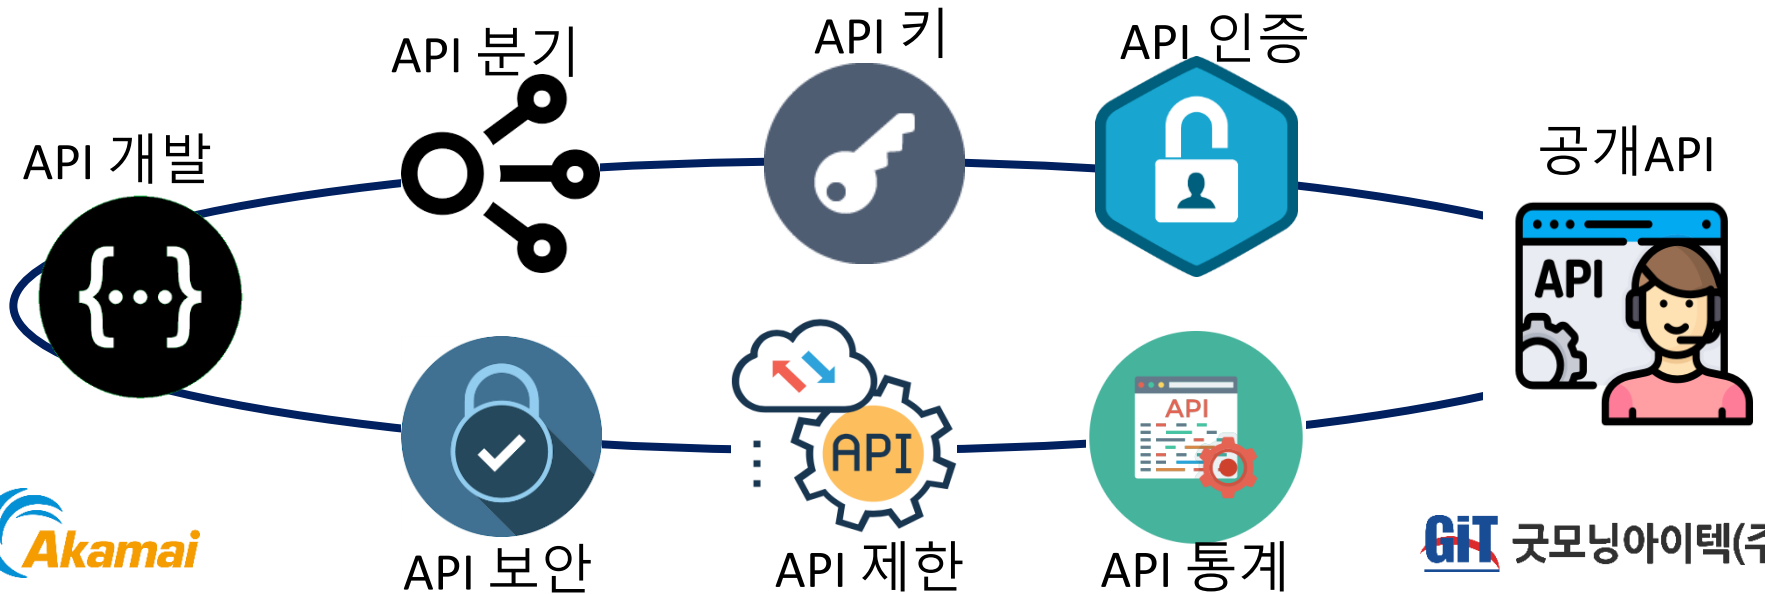 API 분기
API 키
API 인증
API 개발
공개API
API
API
API
API 보안
API 제한
API 통계
Akamai
GiT 굿모닝아이텍(주